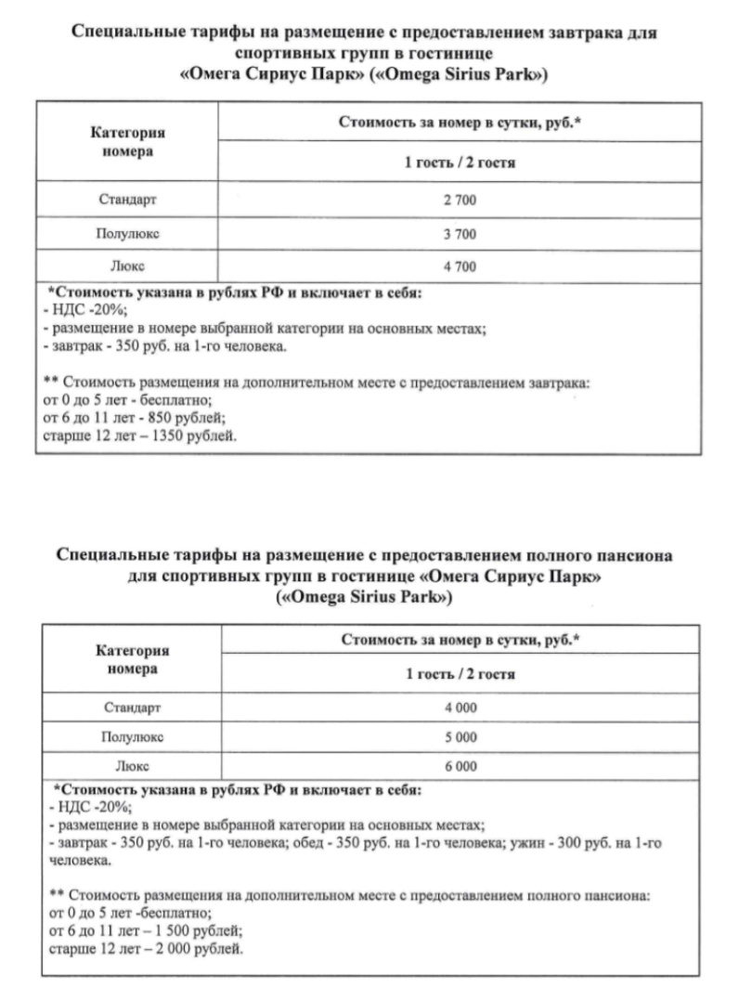 Специальные тарифы на размещение с предоставлением завтрака для
спортивных групп в гостинице
«Омега Сириус Парк» («Omega Sirius Park»)
Категория
номера
Стоимость за номер в сутки, руб.*
1 гость / 2 гостя
Стандарт 2 700
Полулюкс 3 700
Люкс 4 700
*Стоимость указана в рублях РФ и включает в себя:
- НДС -20%;
- размещение в номере выбранной категории на основных местах;
- завтрак - 350 руб. на 1-го человека.
** Стоимость размещения на дополнительном месте с предоставлением завтрака:
от 0 до 5 лет - бесплатно;
от 6 до 11 лет - 850 рублей;
старше 12 лет – 1350 рублей.
Специальные тарифы на размещение с предоставлением полного пансиона
для спортивных групп в гостинице «Омега Сириус Парк»
(«Omega Sirius Park»)
Категория
номера
Стоимость за номер в сутки, руб.*
1 гость / 2 гостя
Стандарт 4 000
Полулюкс 5 000
Люкс 6 000
*Стоимость указана в рублях РФ и включает в себя:
- НДС -20%;
- размещение в номере выбранной категории на основных местах;
- завтрак - 350 руб. на 1-го человека; обед - 350 руб. на 1-го человека; ужин - 300 руб. на 1-го
человека.
** Стоимость размещения на дополнительном месте с предоставлением полного пансиона:
от 0 до 5 лет -бесплатно;
от 6 до 11 лет – 1 500 рублей;
старше 12 лет – 2 000 рублей.